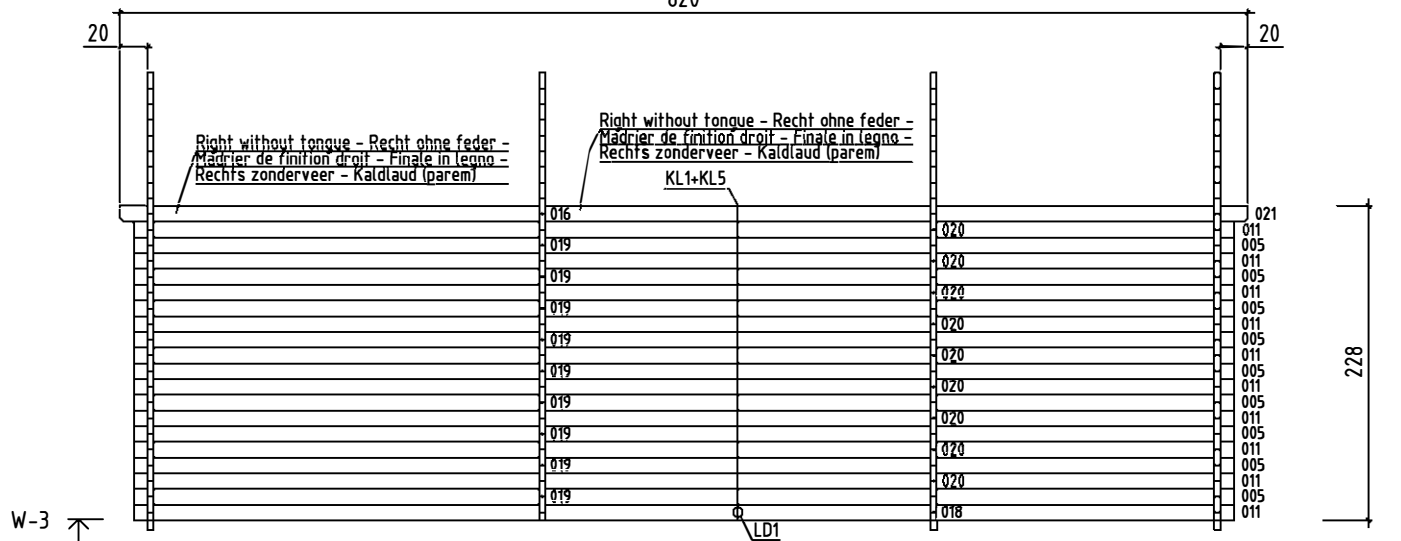 820
20
20
Right without tongue - Recht ohne feder -
Madrier de finition droit - Finale in legno -
Rechts zonderveer - Kaldlaud (parem)
Right without tongue - Recht ohne feder -
Madrier de finition droit - Finale in legno -
Rechts zonderveer - Kaldlaud (parem)
KL1+KL5
016 021
020 011
019 005
020 011
019 005
020 011
019 005
020 011
019 005
020 011
019 005
020 011
019 005
020 011
019 005
020 011
019 005
020 011
019 005
018 011
228
W-3
LD1